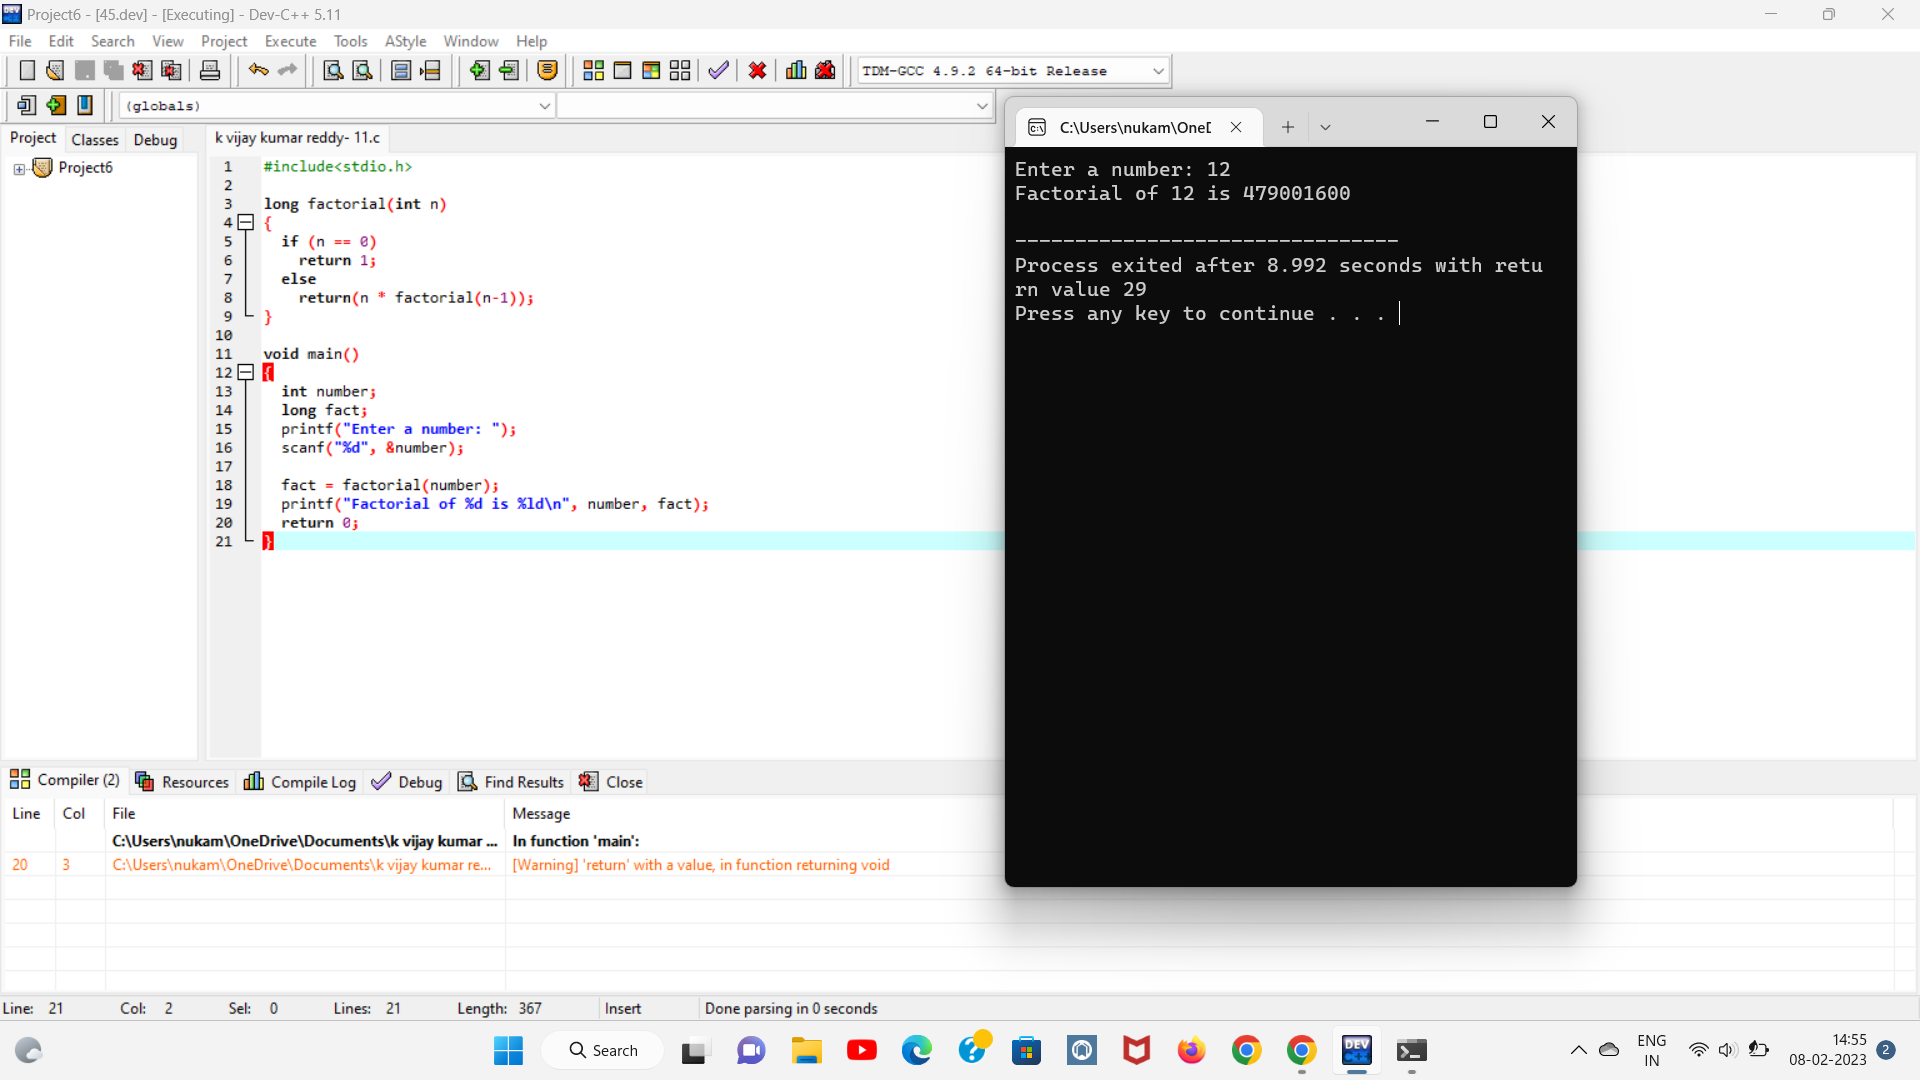 Project6 - [45.dev] - [Executing] - Dev-C++ 5.11
File Edit Search View Project Execute Tools AStyle Window Help
TDM-GCC 4.9.2 64-bit Release
(globals)
Project Classes Debug
Project6
k vijay kumar reddy- 11.c
1 #include<stdio.h>
2
3 long factorial(int n)
4 {
5 if (n == 0)
6 return 1;
7 else
8 return(n * factorial(n-1));
9 }
10
11 void main()
12 {
13 int number;
14 long fact;
15 printf("Enter a number: ");
16 scanf("%d", &number);
17
18 fact = factorial(number);
19 printf("Factorial of %d is %ld\n", number, fact);
20 return 0;
21 }
C:\Users\nukam\OneD
Enter a number: 12
Factorial of 12 is 479001600
--------------------------------
Process exited after 8.992 seconds with retu
rn value 29
Press any key to continue . . .
Compiler (2) Resources Compile Log Debug Find Results Close
Line Col File Message
C:\Users\nukam\OneDrive\Documents\k vijay kumar ... In function 'main':
20 3 C:\Users\nukam\OneDrive\Documents\k vijay kumar re... [Warning] 'return' with a value, in function returning void
Line: 21 Col: 2 Sel: 0 Lines: 21 Length: 367 Insert Done parsing in 0 seconds
Search
DEV
C++
ENG
IN
14:55
08-02-2023
2